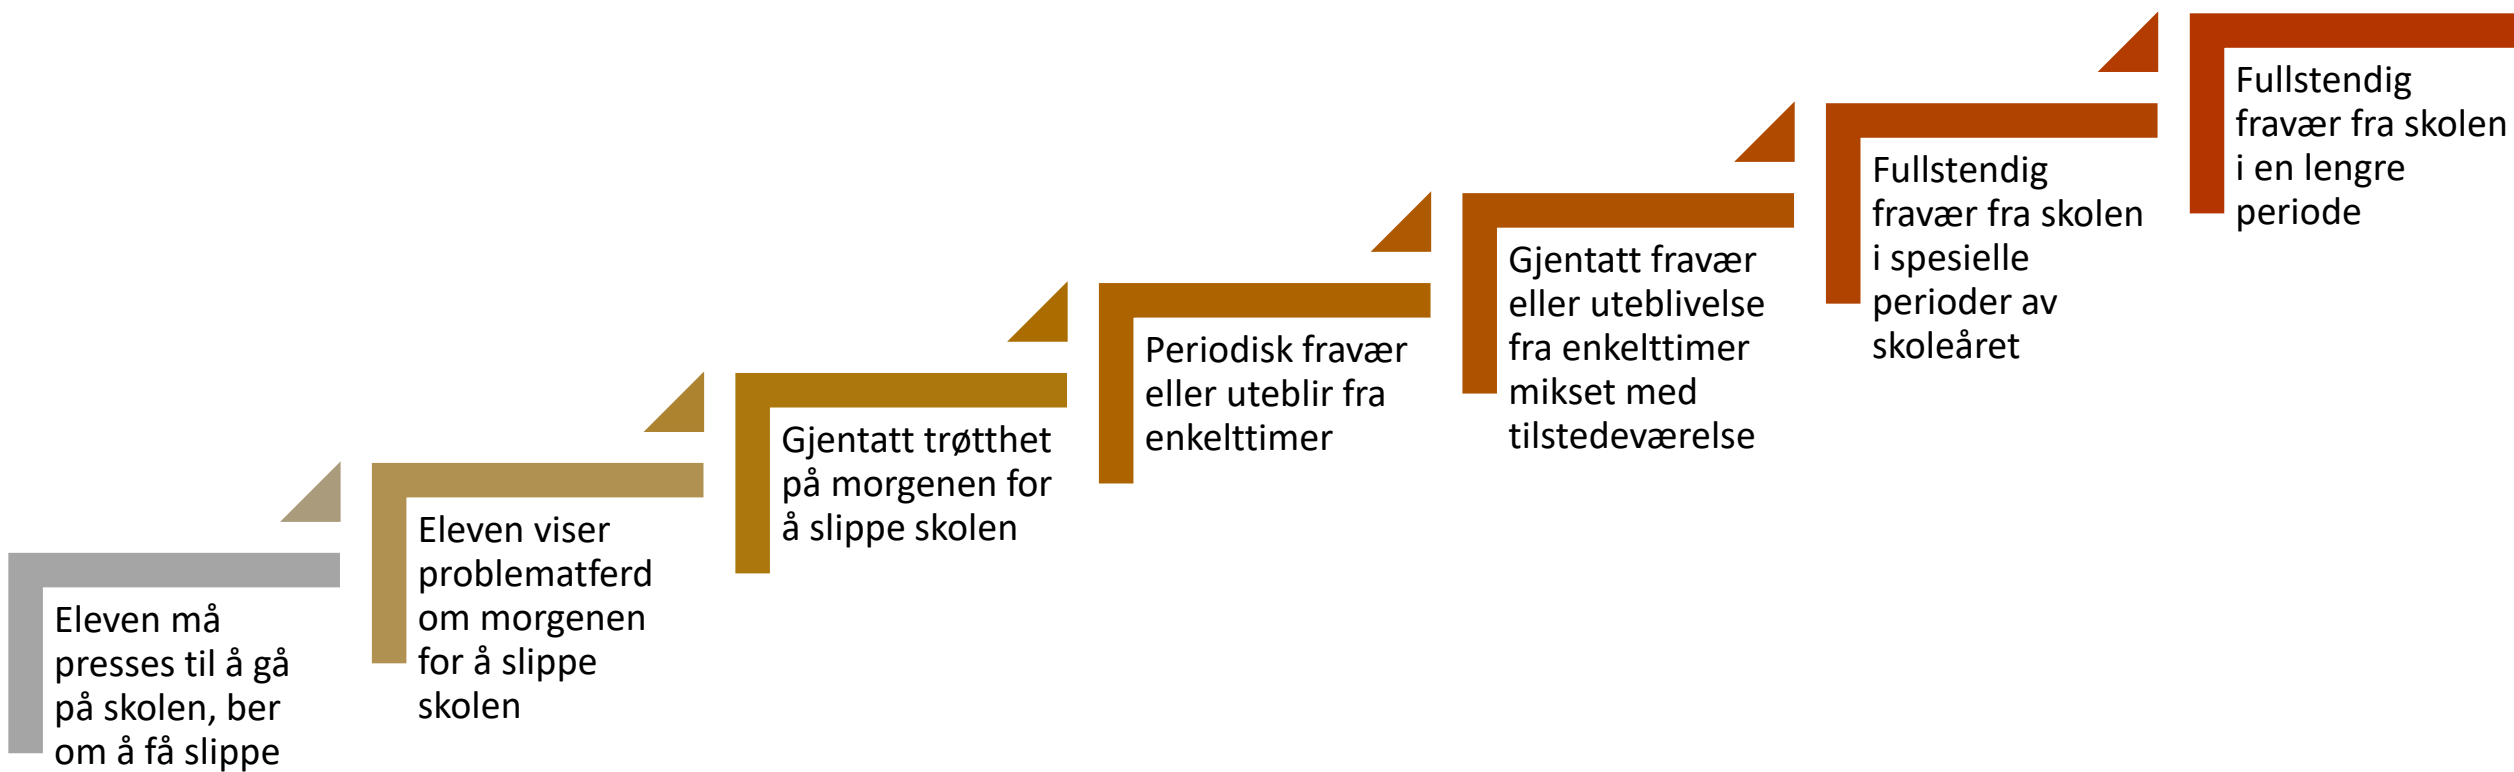 Eleven må
presses til å gå
på skolen, ber
om å få slippe
Eleven viser
problematferd
om morgenen
for å slippe
skolen
Gjentatt trøtthet
på morgenen for
å slippe skolen
Periodisk fravær
eller uteblir fra
enkelttimer
Gjentatt fravær
eller uteblivelse
fra enkelttimer
mikset med
tilstedeværelse
Fullstendig
fravær fra skolen
i spesielle
perioder av
skoleåret
Fullstendig
fravær fra skolen
i en lengre
periode